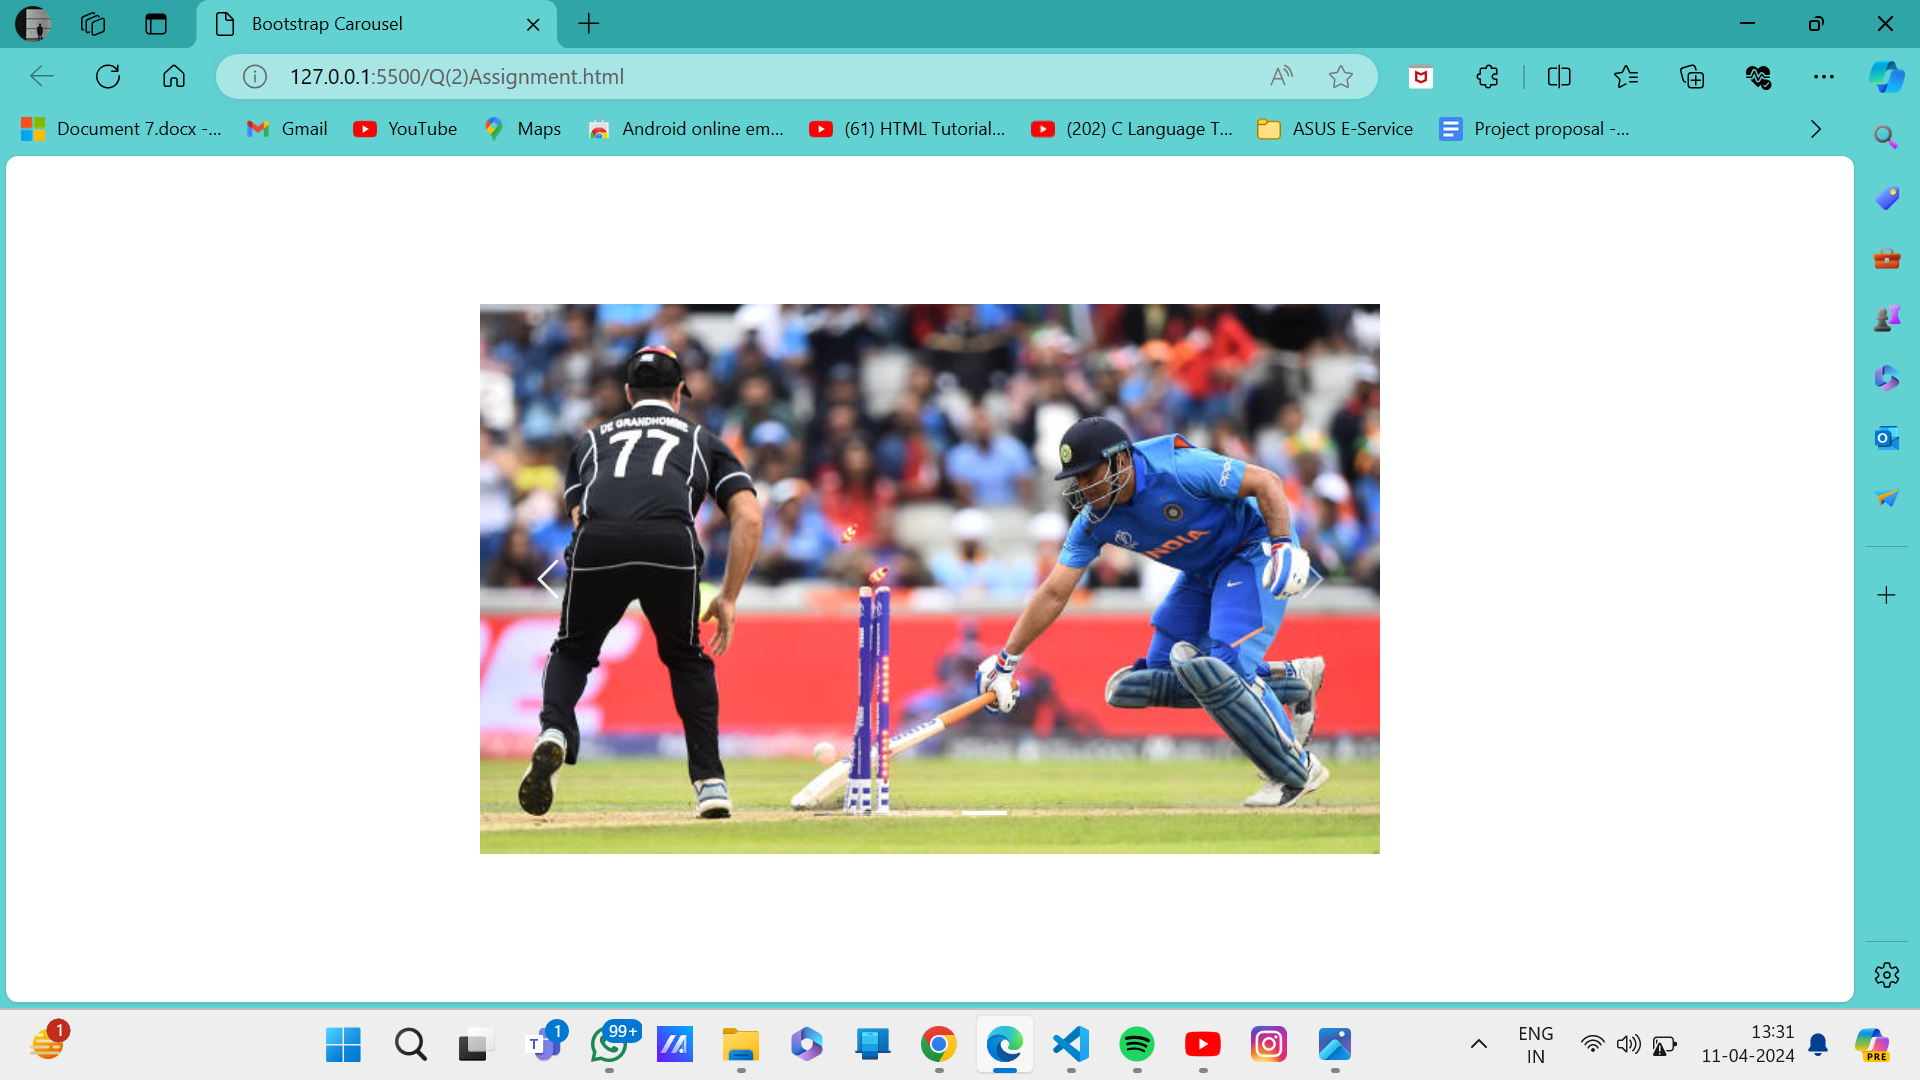 Bootstrap Carousel
127.0.0.1:5500/Q(2)Assignment.html
Document 7.docx -... Gmail YouTube Maps Android online em... (61) HTML Tutorial... (202) C Language T... ASUS E-Service Project proposal -...
DE GRANDHOMME
77
oppo
INDIA
1
1
99+
PRE
ENG
IN
13:31
11-04-2024